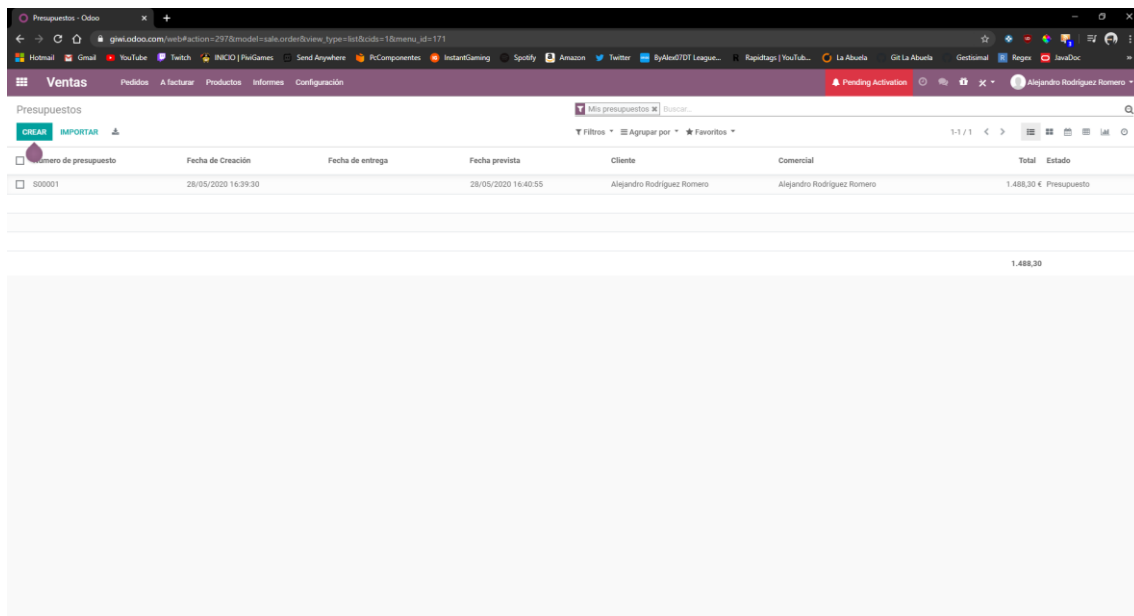 Presupuestos - Odoo
giwi.odoo.com/web#action=297&model=sale.order&view_type=list&cids=1&menu_id=171
Hotmail Gmail YouTube Twitch INICIO | PiviGames Send Anywhere PcComponentes InstantGaming Spotify Amazon Twitter ByAlex07DT League... Rapidtags | YouTub... La Abuela Git La Abuela Gestisimal Regex JavaDoc
Ventas Pedidos A facturar Productos Informes Configuración Pending Activation Alejandro Rodríguez Romero
Presupuestos Mis presupuestos Buscar...
CREAR IMPORTAR Filtros Agrupar por Favoritos 1-1 / 1
Número de presupuesto Fecha de Creación Fecha de entrega Fecha prevista Cliente Comercial Total Estado
S00001 28/05/2020 16:39:30 28/05/2020 16:40:55 Alejandro Rodríguez Romero Alejandro Rodríguez Romero 1.488,30 € Presupuesto
1.488,30